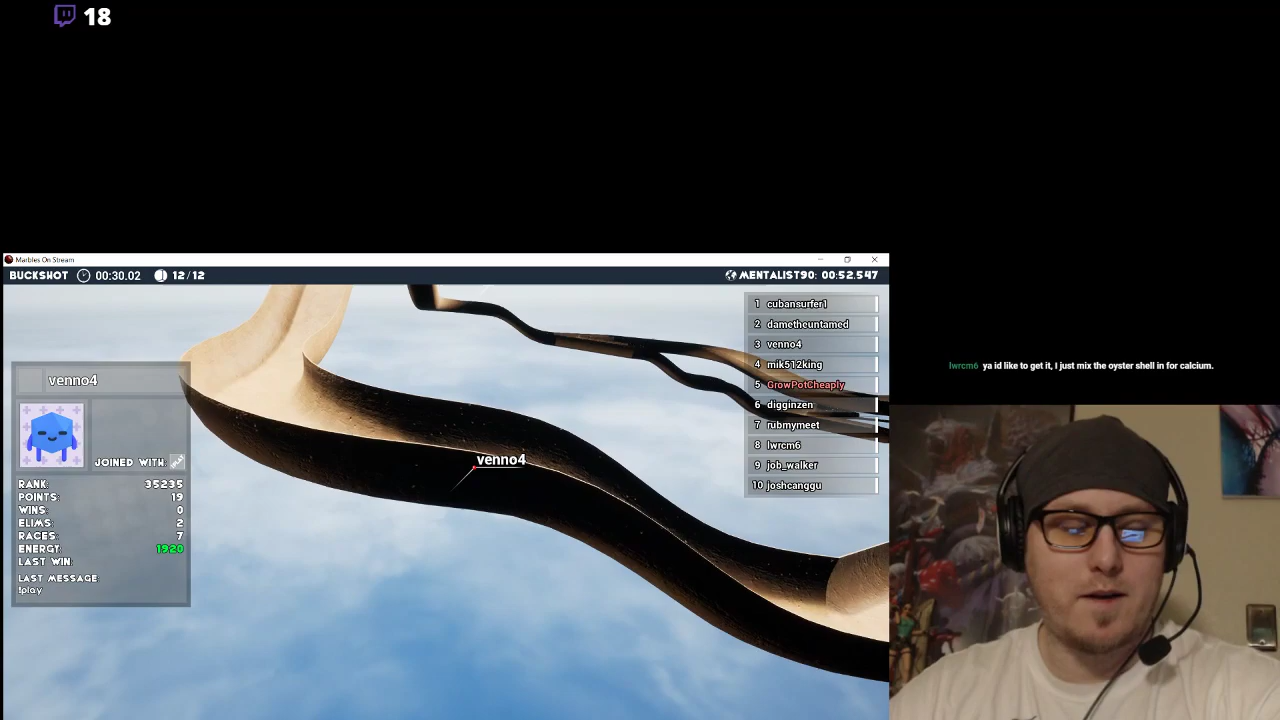 18
Marbles On Stream
BUCKSHOT 00:30.02 12/12 MENTALIST90: 00:52.547
1 cubansurfer1
2 dametheuntamed
3 venno4
4 mik512king
5 GrowPotCheaply
6 digginzen
7 rubmymeet
8 lwrcm6
9 job_walker
10 joshcanggu
venno4
JOINED WITH:
RANK: 35235
POINTS: 19
WINS: 0
ELIMS: 2
RACES: 7
ENERGY: 1920
LAST WIN:
LAST MESSAGE:
!play
venno4
lwrcm6 ya id like to get it, I just mix the oyster shell in for calcium.